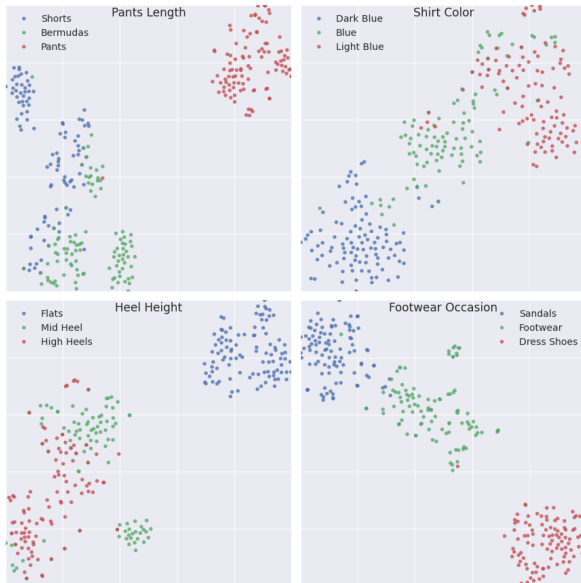 Pants Length
Shorts
Bermudas
Pants
Shirt Color
Dark Blue
Blue
Light Blue
Heel Height
Flats
Mid Heel
High Heels
Footwear Occasion
Sandals
Footwear
Dress Shoes